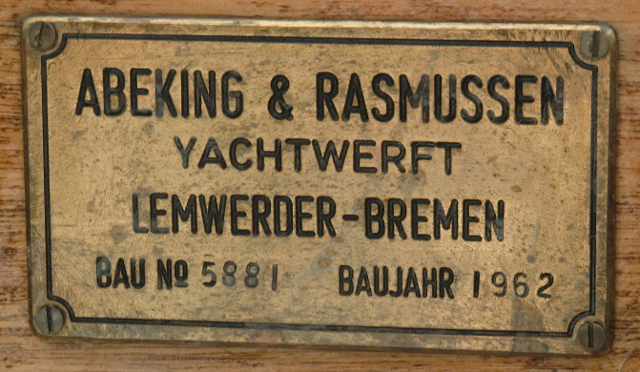 ABEKING & RASMUSSEN
YACHTWERFT
LEMWERDER-BREMEN
BAU Nº 5881 BAUJAHR 1962